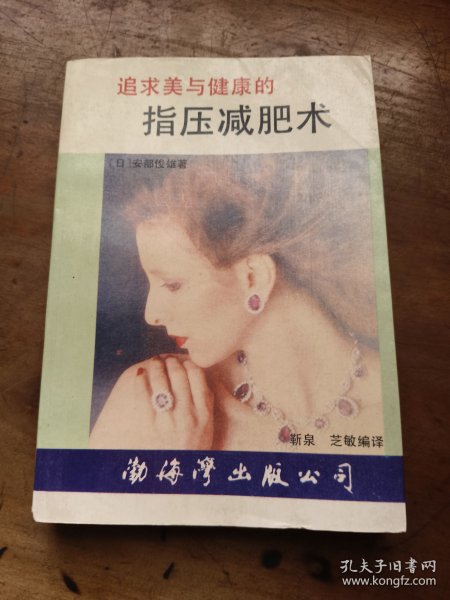 追求美与健康的
指压减肥术
〔日〕安部俊雄著
靳泉 芝敏编译
渤海湾出版公司
孔夫子旧书网
www.kongfz.com